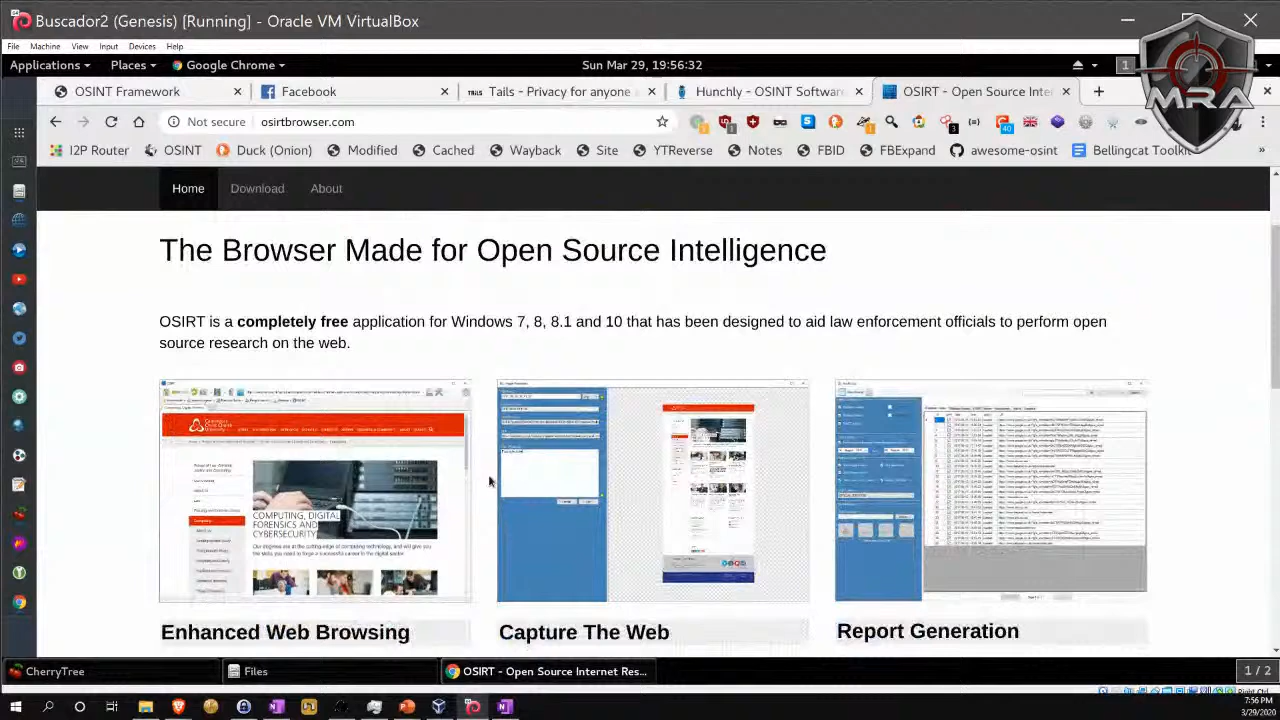 Buscador2 (Genesis) [Running] - Oracle VM VirtualBox
File Machine View Input Devices Help
Applications Places Google Chrome Sun Mar 29, 19:56:32 1
MRA
OSINT Framework Facebook Tails - Privacy for anyone Hunchly - OSINT Software OSIRT - Open Source Inte
Not secure osirtbrowser.com
I2P Router OSINT Duck (Onion) Modified Cached Wayback Site YTReverse Notes FBID FBExpand awesome-osint Bellingcat Toolkit
Home Download About
The Browser Made for Open Source Intelligence
OSIRT is a completely free application for Windows 7, 8, 8.1 and 10 that has been designed to aid law enforcement officials to perform open
source research on the web.
COMPUTING, DIGITAL
FORENSICS AND
CYBERSECURITY
Enhanced Web Browsing Capture The Web Report Generation
CherryTree Files OSIRT - Open Source Internet Res... 1 / 2
Right Ctrl
7:56 PM
3/29/2020